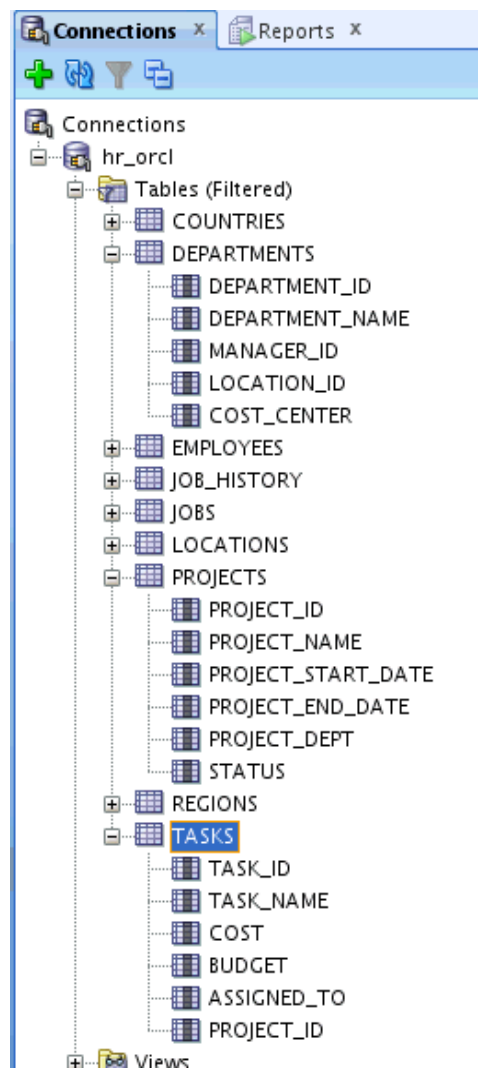 Connections x Reports x
Connections
hr_orcl
Tables (Filtered)
COUNTRIES
DEPARTMENTS
DEPARTMENT_ID
DEPARTMENT_NAME
MANAGER_ID
LOCATION_ID
COST_CENTER
EMPLOYEES
JOB_HISTORY
JOBS
LOCATIONS
PROJECTS
PROJECT_ID
PROJECT_NAME
PROJECT_START_DATE
PROJECT_END_DATE
PROJECT_DEPT
STATUS
REGIONS
TASKS
TASK_ID
TASK_NAME
COST
BUDGET
ASSIGNED_TO
PROJECT_ID
Views